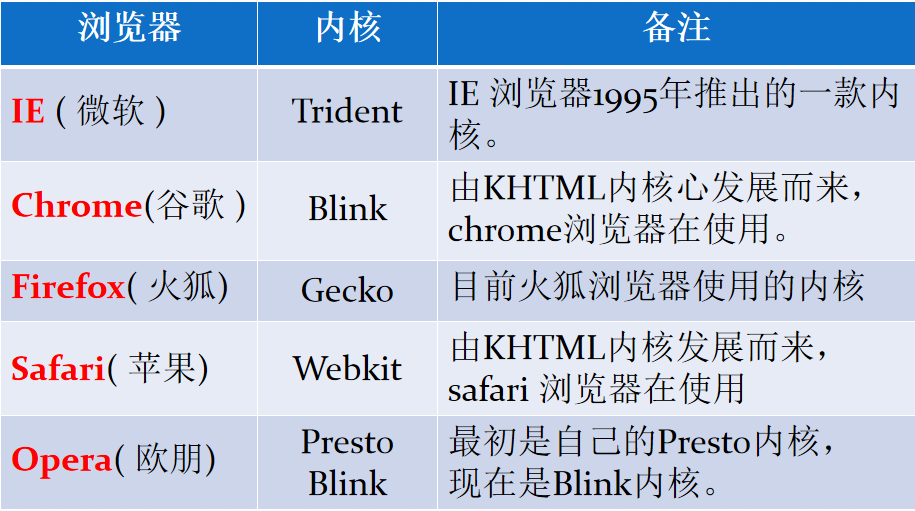 浏览器 内核 备注
IE ( 微软 ) Trident IE 浏览器1995年推出的一款内
核。
Chrome(谷歌 ) Blink 由KHTML内核心发展而来，
chrome浏览器在使用。
Firefox( 火狐) Gecko 目前火狐浏览器使用的内核
Safari( 苹果) Webkit 由KHTML内核发展而来，
safari 浏览器在使用
Opera( 欧朋) Presto
Blink 最初是自己的Presto内核，
现在是Blink内核。